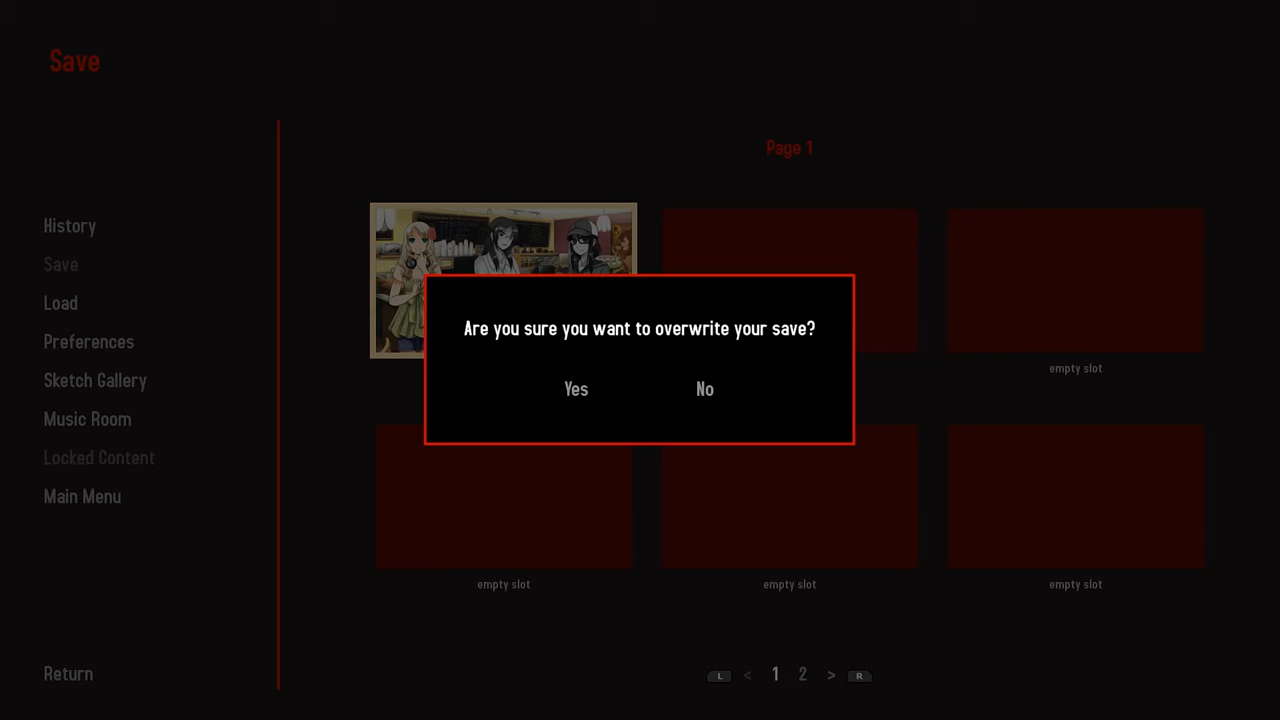 Save
Page 1
History
Save
Load
Preferences
Sketch Gallery
Music Room
Locked Content
Main Menu
Return
Are you sure you want to overwrite your save?
Yes No
empty slot
empty slot empty slot empty slot
L < 1 2 > R